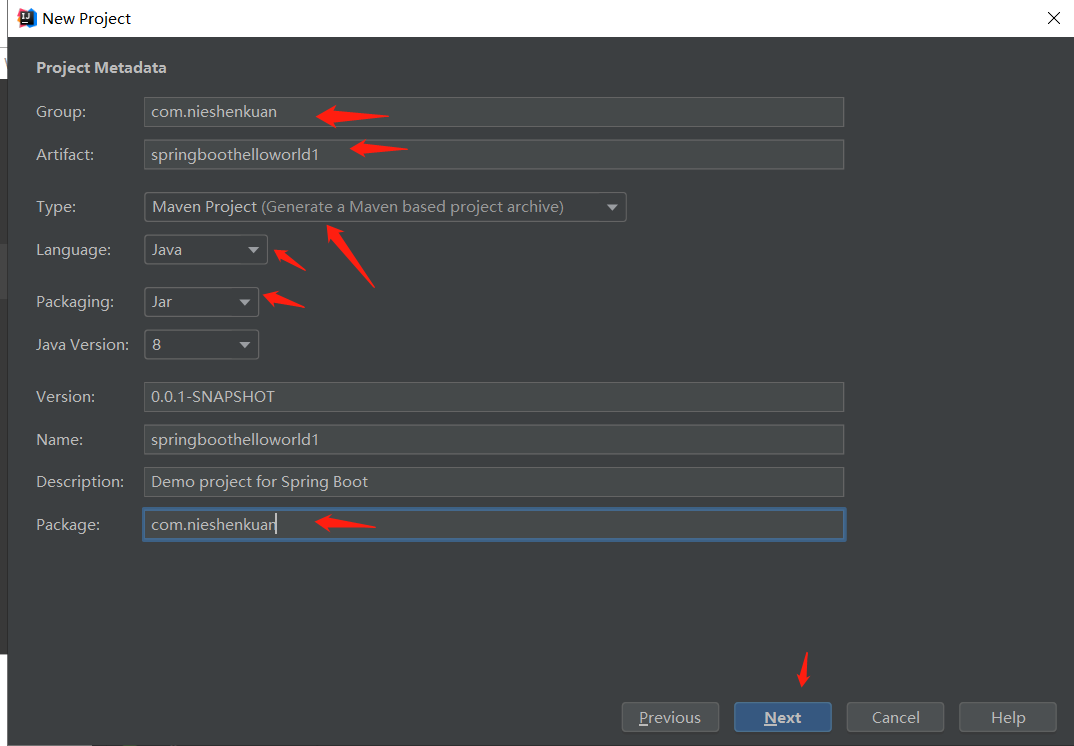 New Project
Project Metadata
Group: com.nieshenkuan
Artifact: springboothelloworld1
Type: Maven Project (Generate a Maven based project archive)
Language: Java
Packaging: Jar
Java Version: 8
Version: 0.0.1-SNAPSHOT
Name: springboothelloworld1
Description: Demo project for Spring Boot
Package: com.nieshenkuan
Previous Next Cancel Help